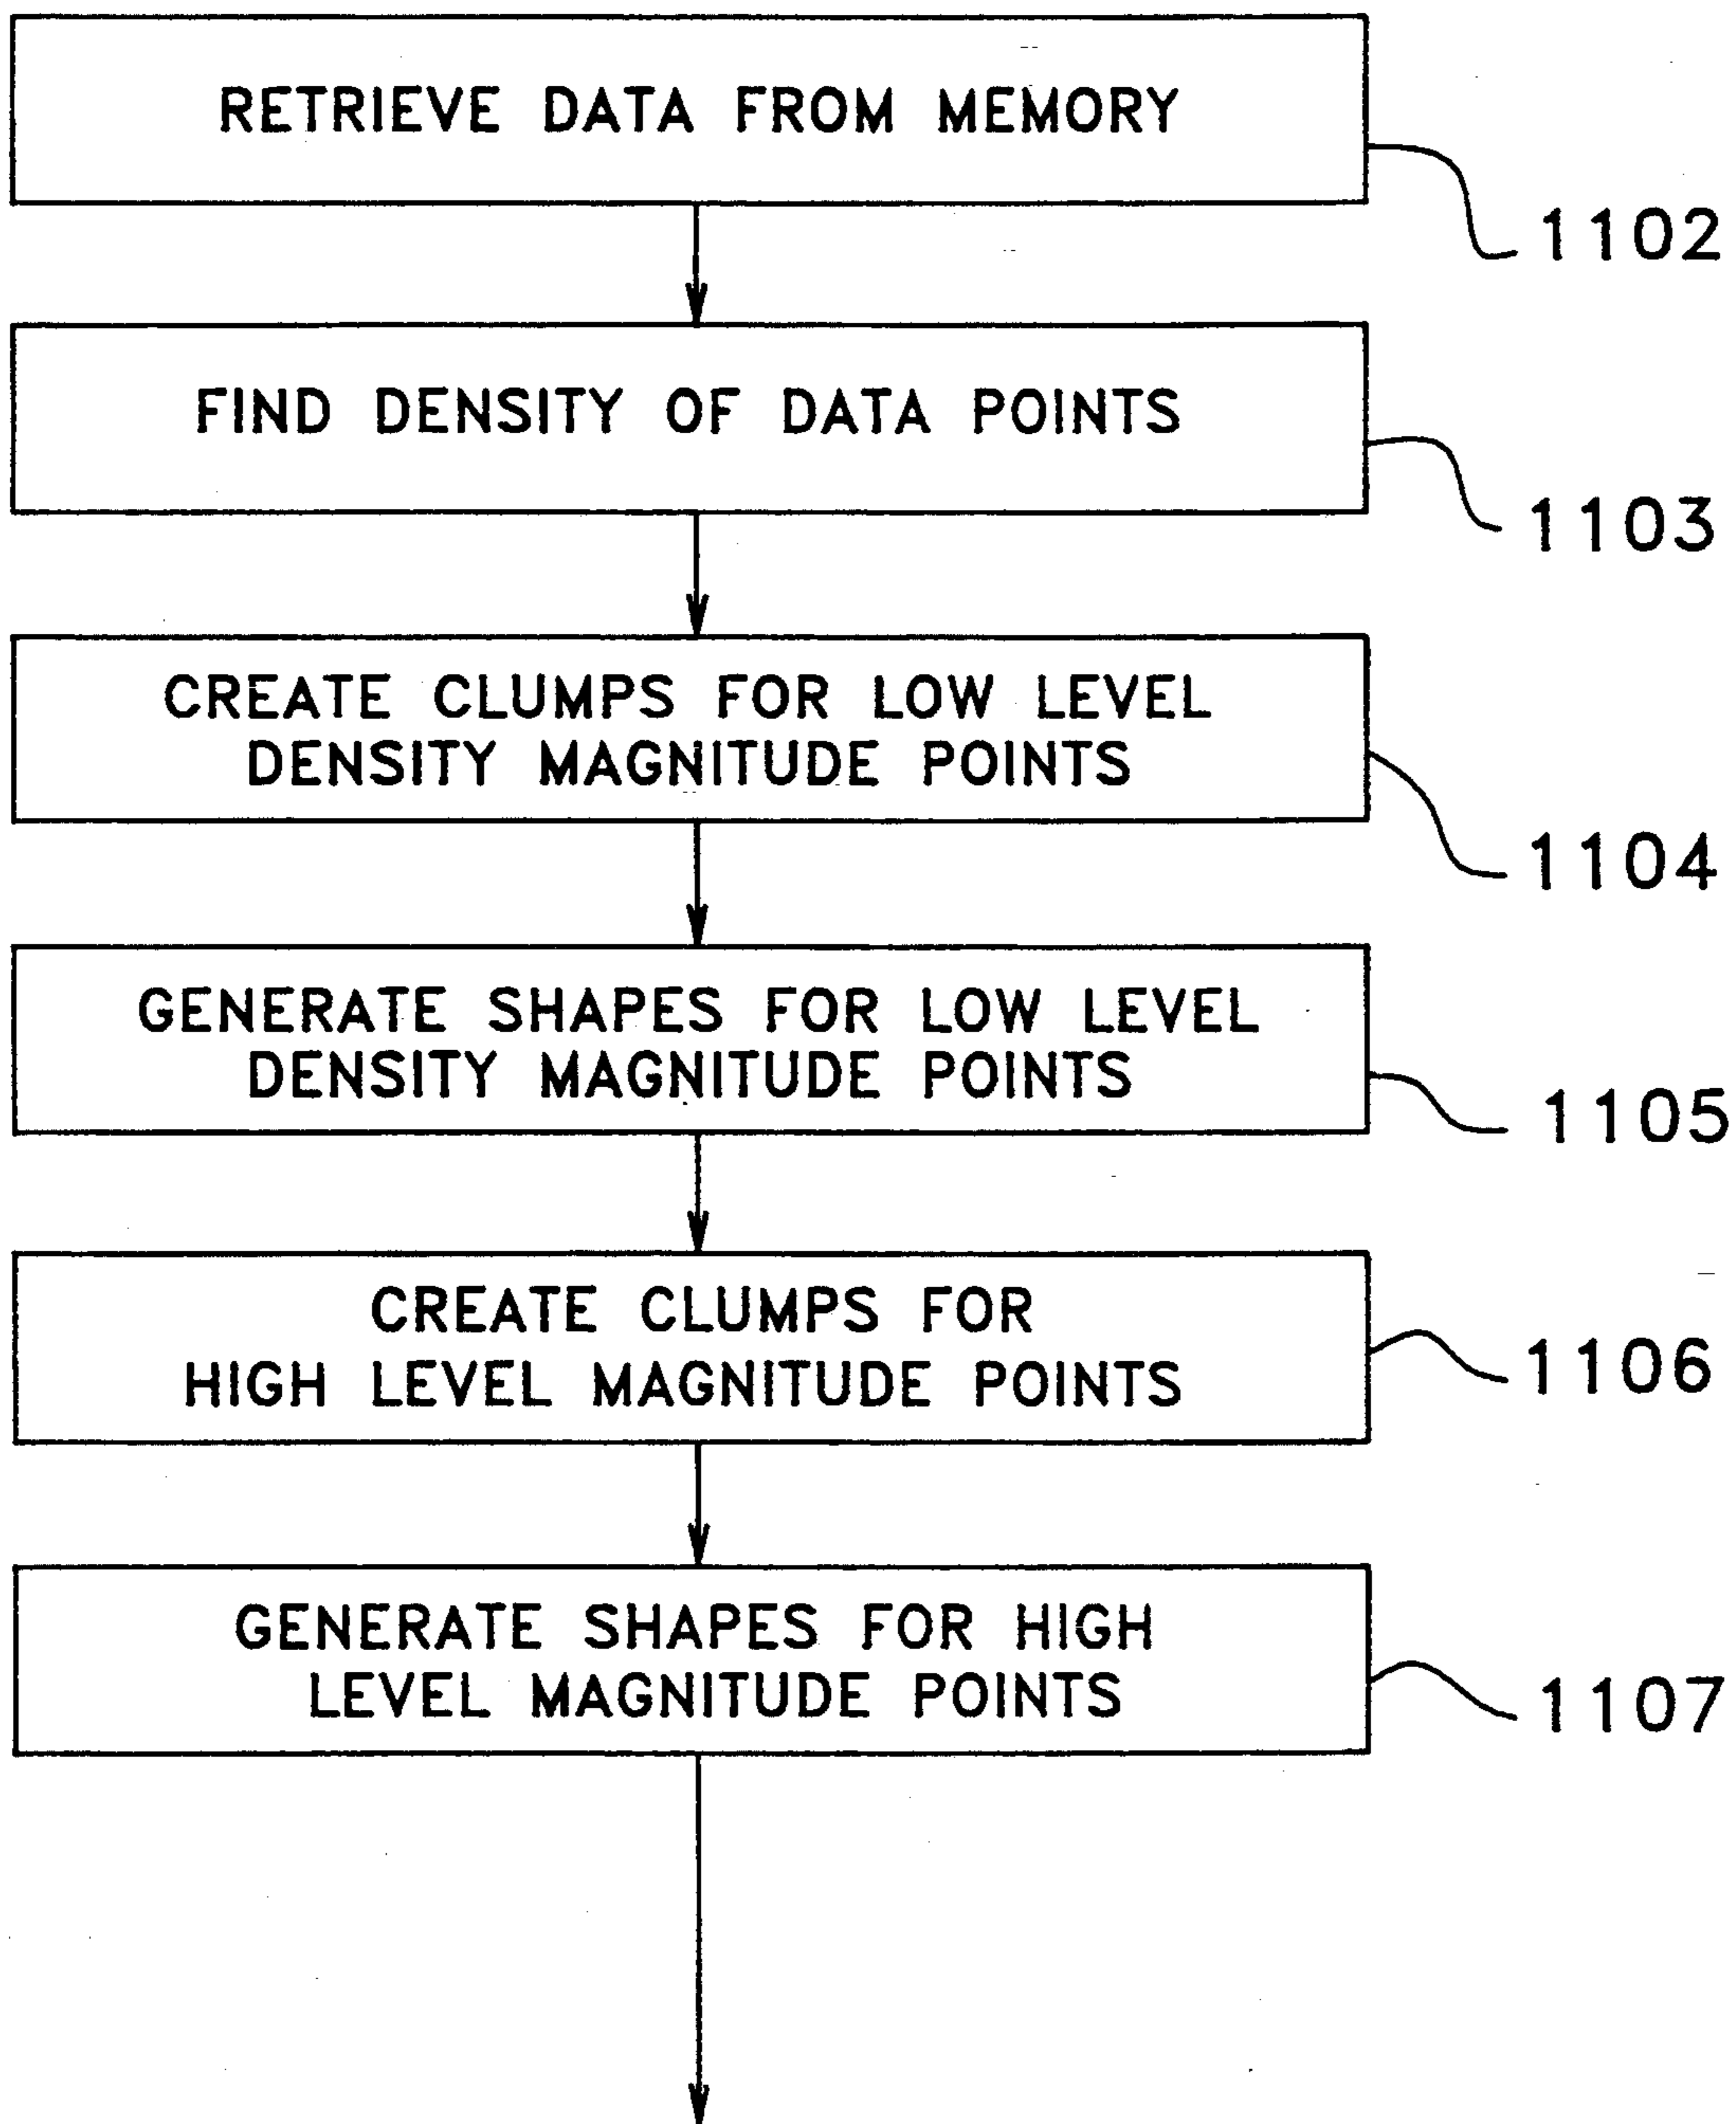 RETRIEVE DATA FROM MEMORY
1102
FIND DENSITY OF DATA POINTS
1103
CREATE CLUMPS FOR LOW LEVEL
DENSITY MAGNITUDE POINTS
1104
GENERATE SHAPES FOR LOW LEVEL
DENSITY MAGNITUDE POINTS
1105
CREATE CLUMPS FOR
HIGH LEVEL MAGNITUDE POINTS
1106
GENERATE SHAPES FOR HIGH
LEVEL MAGNITUDE POINTS
1107